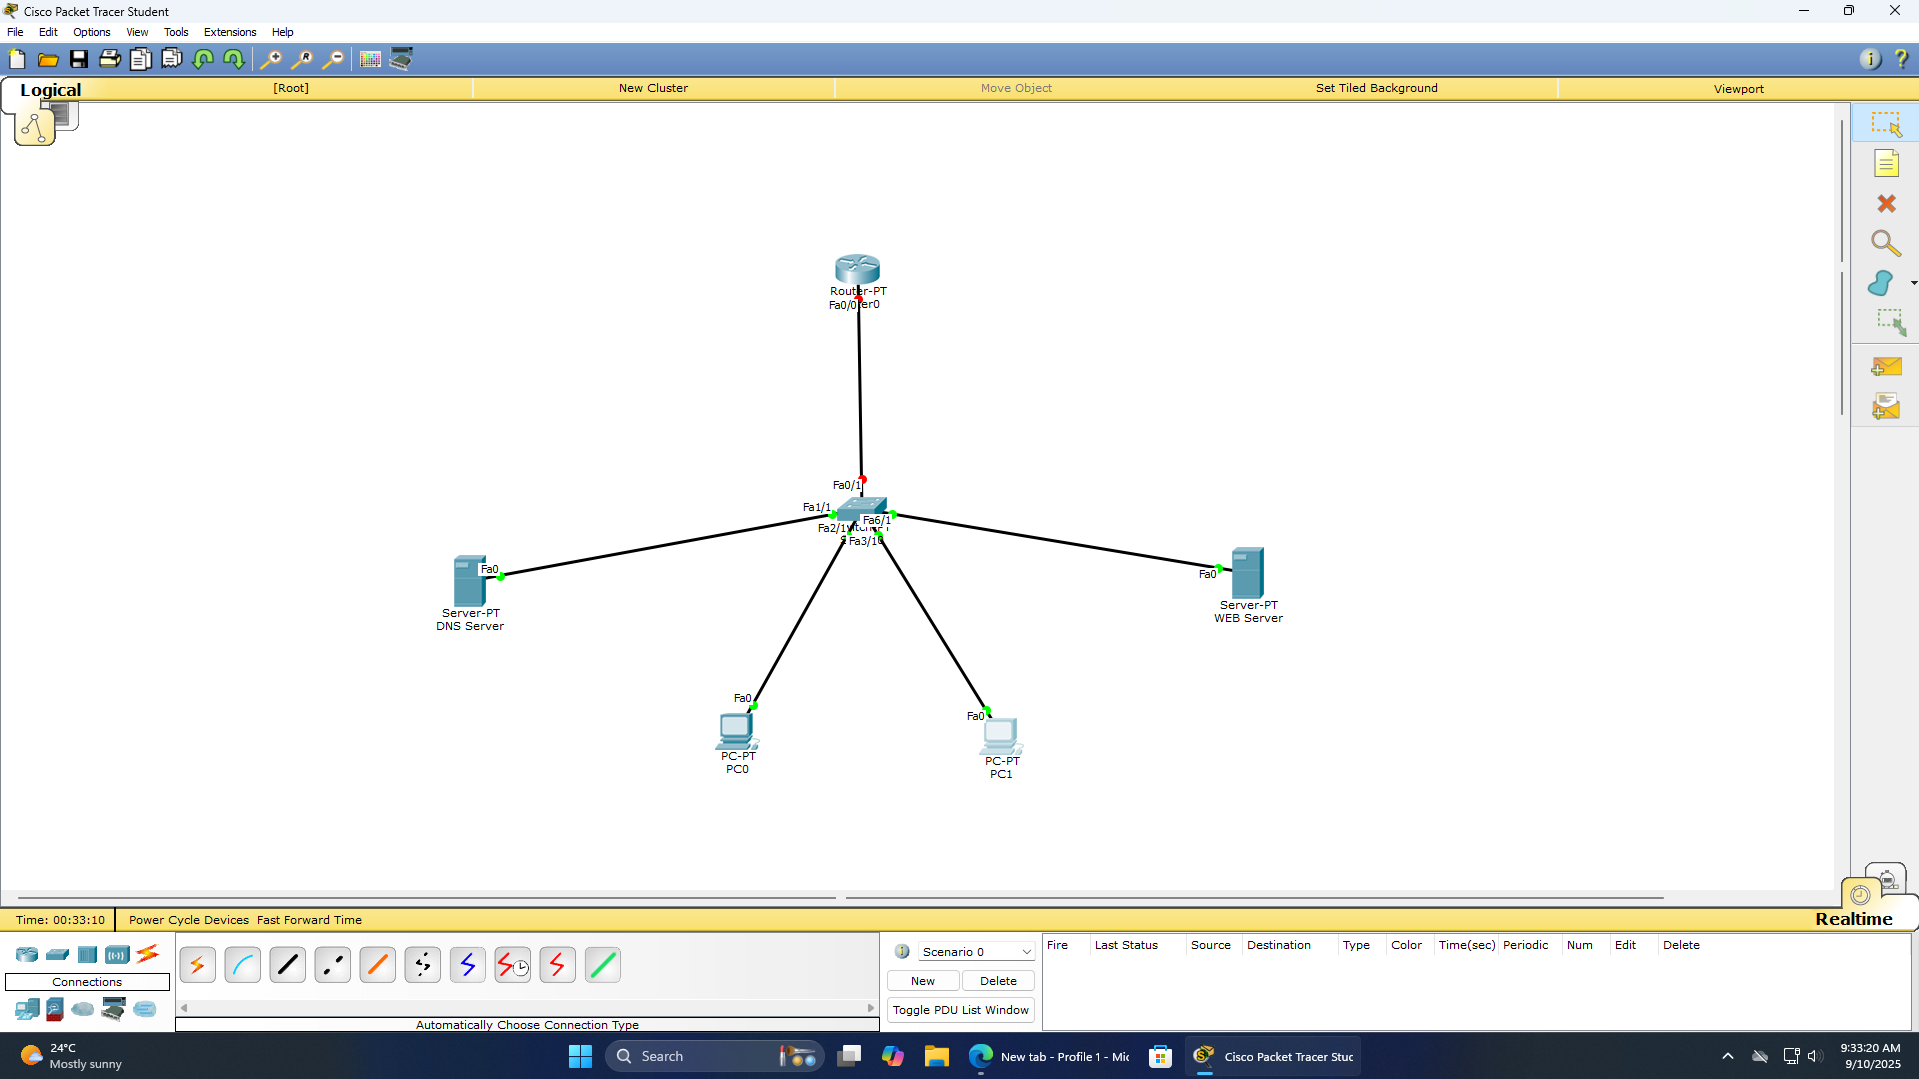 Cisco Packet Tracer Student
File Edit Options View Tools Extensions Help
Logical [Root] New Cluster Move Object Set Tiled Background Viewport
Router-PT
Fa0/0
Fa0/1
Fa1/1
Fa6/1
Fa2/1
Fa3/1
Fa0
Server-PT
DNS Server
Fa0
Server-PT
WEB Server
Fa0
PC-PT
PC0
Fa0
PC-PT
PC1
Time: 00:33:10 Power Cycle Devices Fast Forward Time
Realtime
Connections
Automatically Choose Connection Type
Scenario 0
New Delete
Toggle PDU List Window
Fire Last Status Source Destination Type Color Time(sec) Periodic Num Edit Delete
24°C
Mostly sunny
Search
New tab - Profile 1 - Mic
Cisco Packet Tracer Stuc
9:33:20 AM
9/10/2025